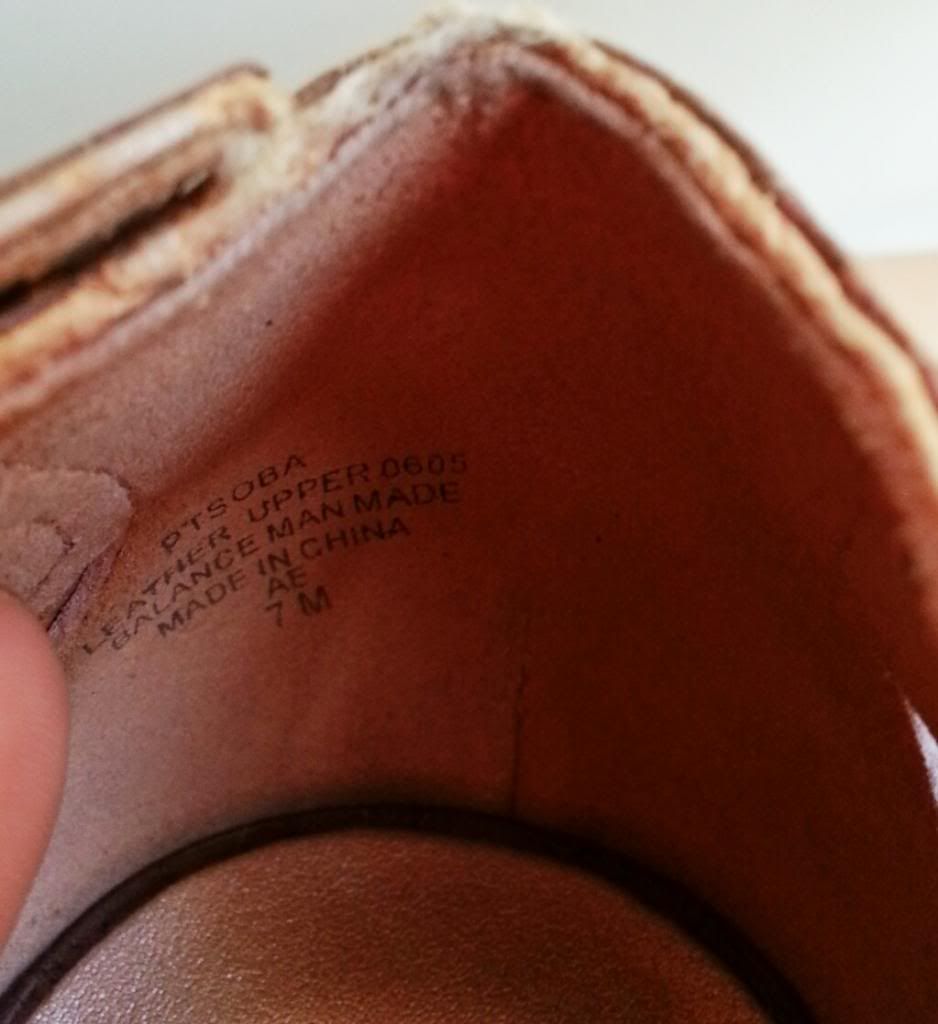 PTSOBA
LEATHER UPPER 0605
BALANCE MAN MADE
MADE IN CHINA
AE
7 M